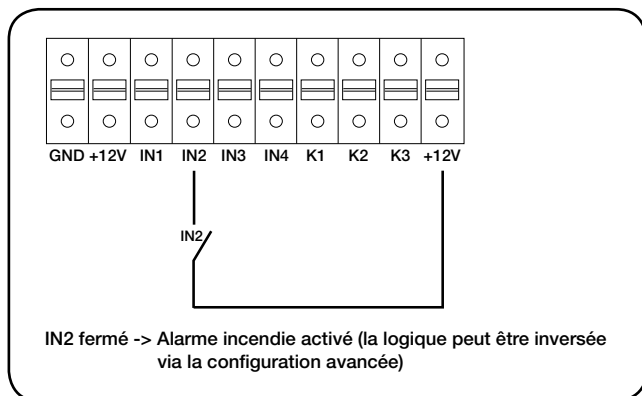 GND +12V IN1 IN2 IN3 IN4 K1 K2 K3 +12V
IN2
IN2 fermé -> Alarme incendie activé (la logique peut être inversée
via la configuration avancée)